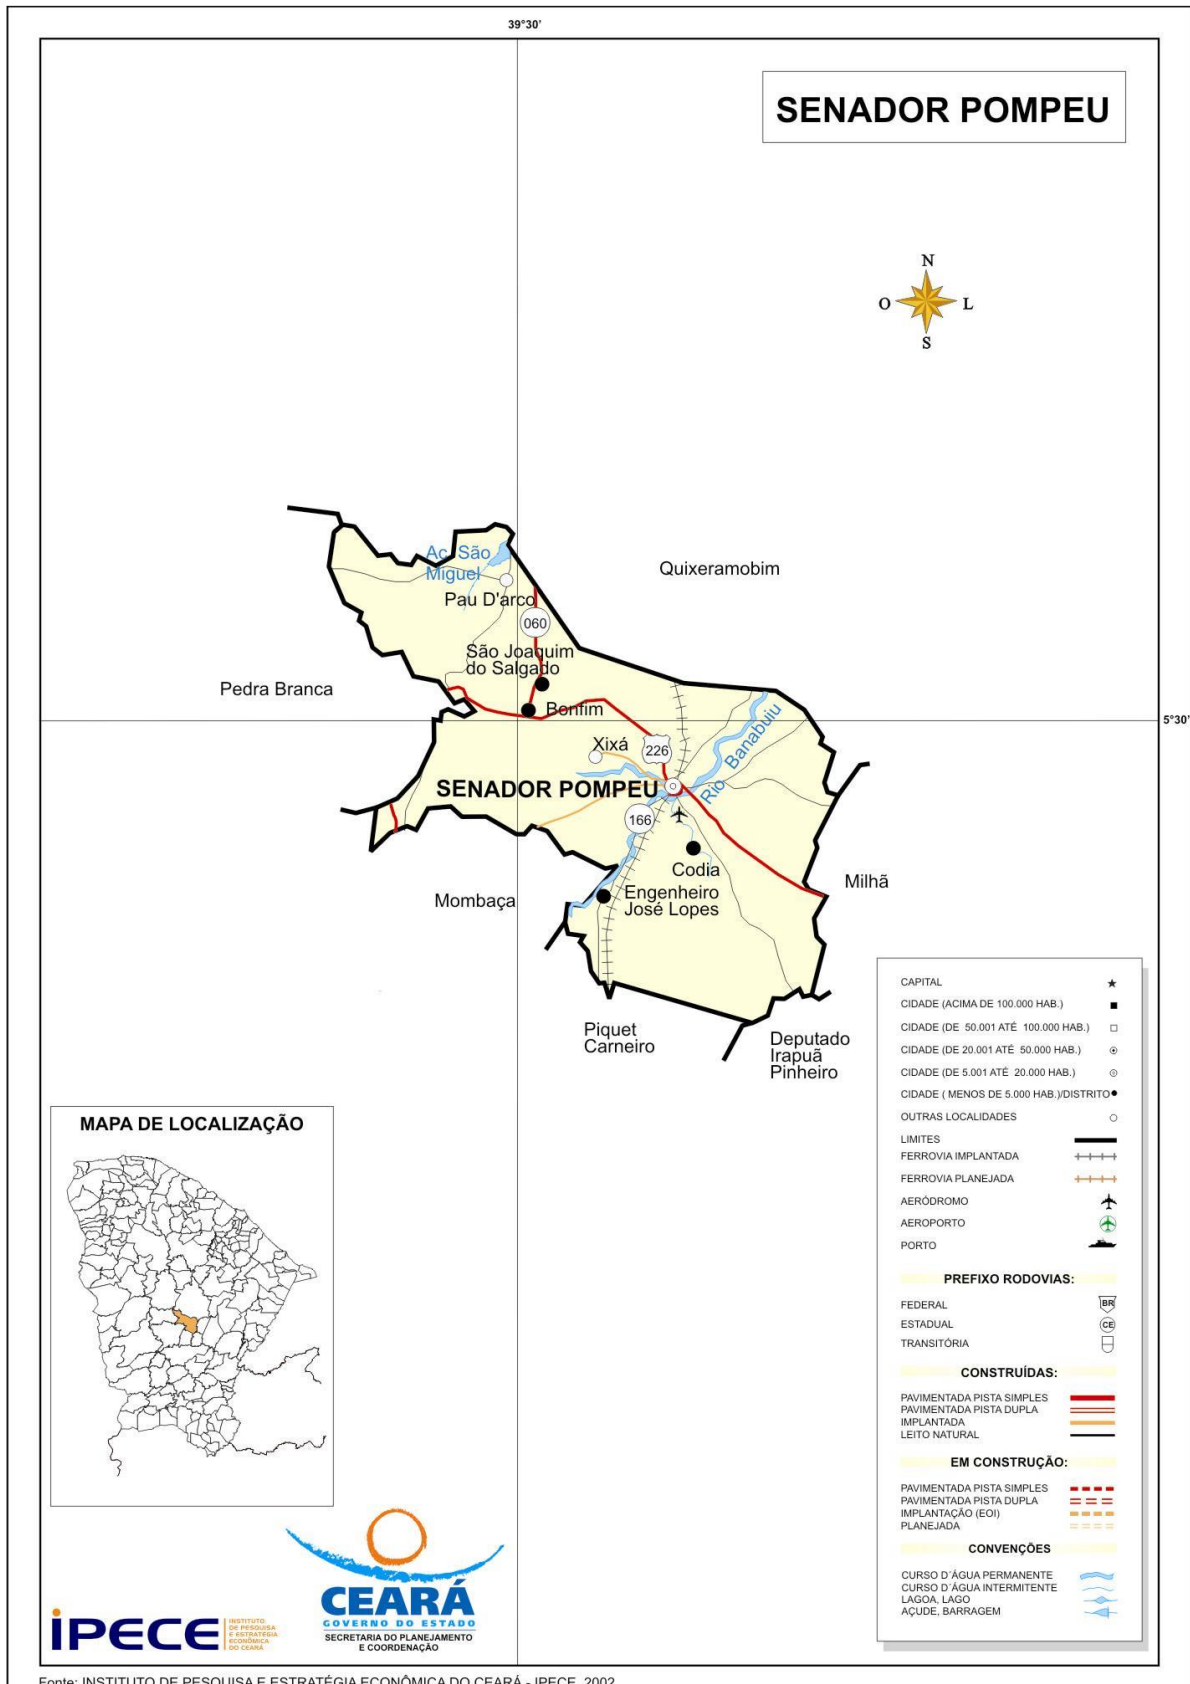 39°30'
SENADOR POMPEU
N
O
L
S
Ac. São
Miguel
Quixeramobim
Pau D'arco
060
São Joaquim
do Salgado
Pedra Branca
Bonfim
5°30'
Xixá
226
Rio Banabuiu
SENADOR POMPEU
166
Codia
Milhã
Mombaça
Engenheiro
José Lopes
Piquet
Carneiro
Deputado
Irapuã
Pinheiro
CAPITAL
CIDADE (ACIMA DE 100.000 HAB.)
CIDADE (DE 50.001 ATÉ 100.000 HAB.)
CIDADE (DE 20.001 ATÉ 50.000 HAB.)
CIDADE (DE 5.001 ATÉ 20.000 HAB.)
CIDADE ( MENOS DE 5.000 HAB.)/DISTRITO
OUTRAS LOCALIDADES
LIMITES
FERROVIA IMPLANTADA
FERROVIA PLANEJADA
AERÓDROMO
AEROPORTO
PORTO
PREFIXO RODOVIAS:
FEDERAL BR
ESTADUAL CE
TRANSITÓRIA
CONSTRUÍDAS:
PAVIMENTADA PISTA SIMPLES
PAVIMENTADA PISTA DUPLA
IMPLANTADA
LEITO NATURAL
EM CONSTRUÇÃO:
PAVIMENTADA PISTA SIMPLES
PAVIMENTADA PISTA DUPLA
IMPLANTAÇÃO (EOI)
PLANEJADA
CONVENÇÕES
CURSO D´ÁGUA PERMANENTE
CURSO D´ÁGUA INTERMITENTE
LAGOA, LAGO
AÇUDE, BARRAGEM
MAPA DE LOCALIZAÇÃO
iPECE
INSTITUTO
DE PESQUISA
E ESTRATÉGIA
ECONÔMICA
DO CEARÁ
CEARÁ
GOVERNO DO ESTADO
SECRETARIA DO PLANEJAMENTO
E COORDENAÇÃO
Fonte: INSTITUTO DE PESQUISA E ESTRATÉGIA ECONÔMICA DO CEARÁ - IPECE, 2002